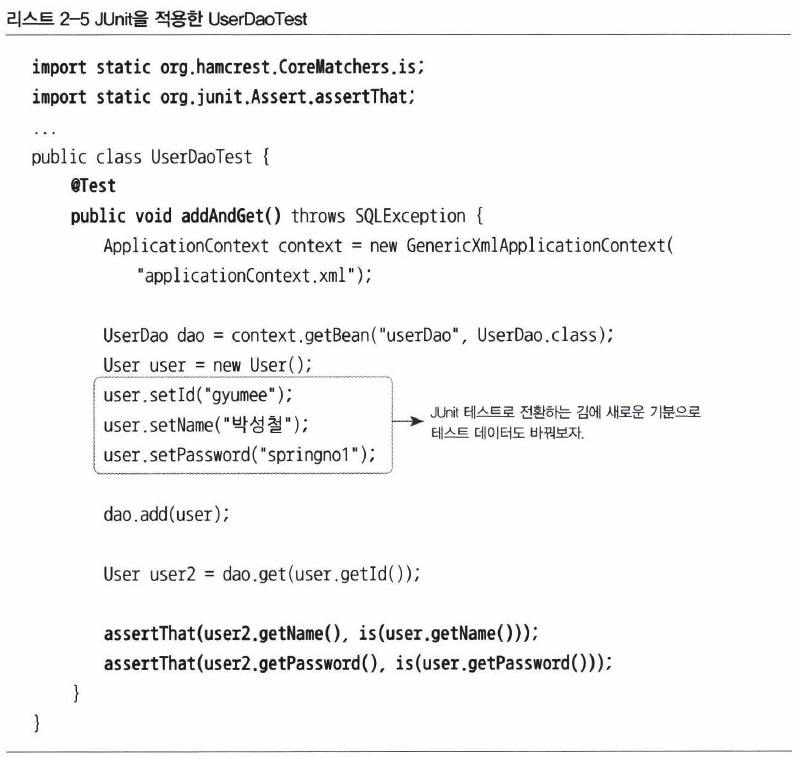 리스트 2-5 JUnit을 적용한 UserDaoTest
import static org.hamcrest.CoreMatchers.is;
import static org.junit.Assert.assertThat;
...
public class UserDaoTest {
@Test
public void addAndGet() throws SQLException {
ApplicationContext context = new GenericXmlApplicationContext(
"applicationContext.xml");
UserDao dao = context.getBean("userDao", UserDao.class);
User user = new User();
user.setId("gyumee");
user.setName("박성철");
user.setPassword("springno1");
JUnit 테스트로 전환하는 김에 새로운 기분으로
테스트 데이터도 바꿔보자.
dao.add(user);
User user2 = dao.get(user.getId());
assertThat(user2.getName(), is(user.getName()));
assertThat(user2.getPassword(), is(user.getPassword()));
}
}